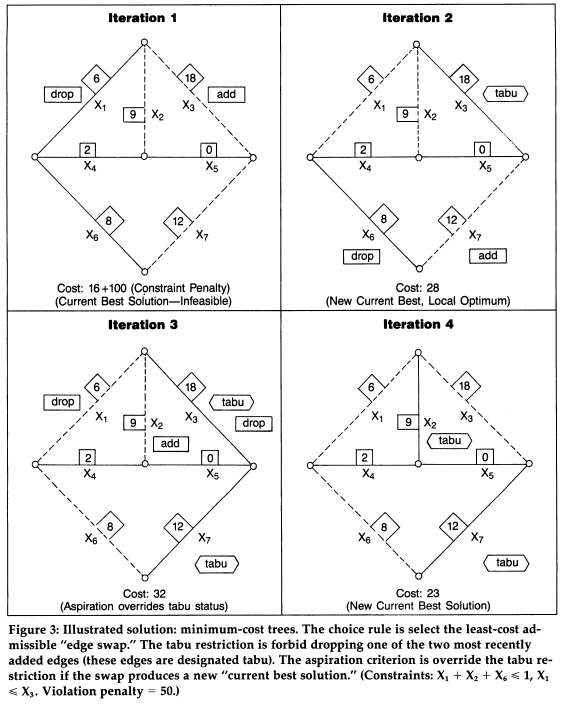 Iteration 1
6
18
drop
add
X1
X3
9
X2
2
0
X4
X5
8
12
X6
X7
Cost: 16+100 (Constraint Penalty)
(Current Best Solution—Infeasible)
Iteration 2
6
18
tabu
X1
X3
9
X2
2
0
X4
X5
8
12
X6
X7
drop
add
Cost: 28
(New Current Best, Local Optimum)
Iteration 3
6
18
drop
tabu
X1
X3
9
X2
drop
add
2
0
X4
X5
8
12
X6
X7
tabu
Cost: 32
(Aspiration overrides tabu status)
Iteration 4
6
18
X1
X3
9
X2
tabu
2
0
X4
X5
8
12
X6
X7
tabu
Cost: 23
(New Current Best Solution)
Figure 3: Illustrated solution: minimum-cost trees. The choice rule is select the least-cost ad-
missible "edge swap." The tabu restriction is forbid dropping one of the two most recently
added edges (these edges are designated tabu). The aspiration criterion is override the tabu re-
striction if the swap produces a new "current best solution." (Constraints: X₁ + X₂ + X₆ ⩽ 1, X₁
⩽ X₃. Violation penalty = 50.)